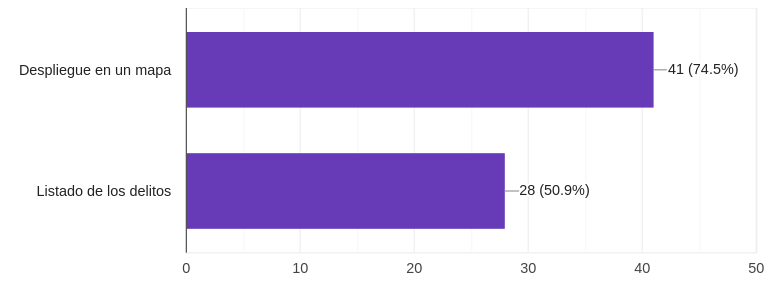 Despliegue en un mapa
41 (74.5%)
Listado de los delitos
28 (50.9%)
0 10 20 30 40 50